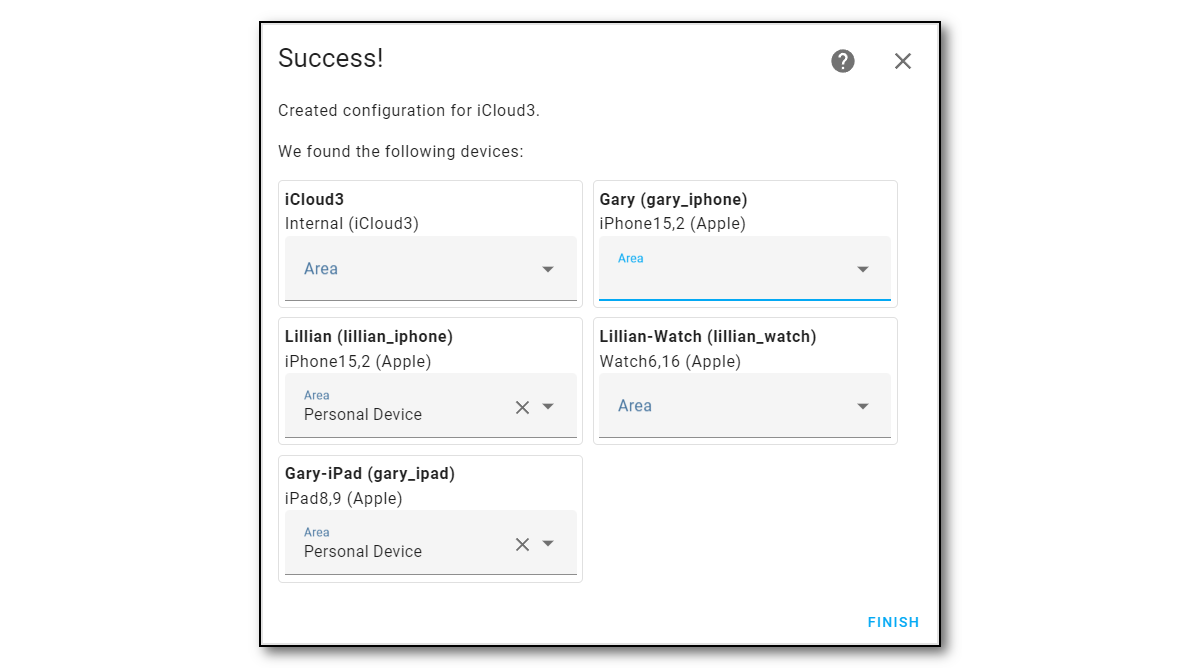 Success!
Created configuration for iCloud3.
We found the following devices:
iCloud3
Internal (iCloud3)
Area
Gary (gary_iphone)
iPhone15,2 (Apple)
Area
Lillian (lillian_iphone)
iPhone15,2 (Apple)
Area
Personal Device
Lillian-Watch (lillian_watch)
Watch6,16 (Apple)
Area
Gary-iPad (gary_ipad)
iPad8,9 (Apple)
Area
Personal Device
FINISH